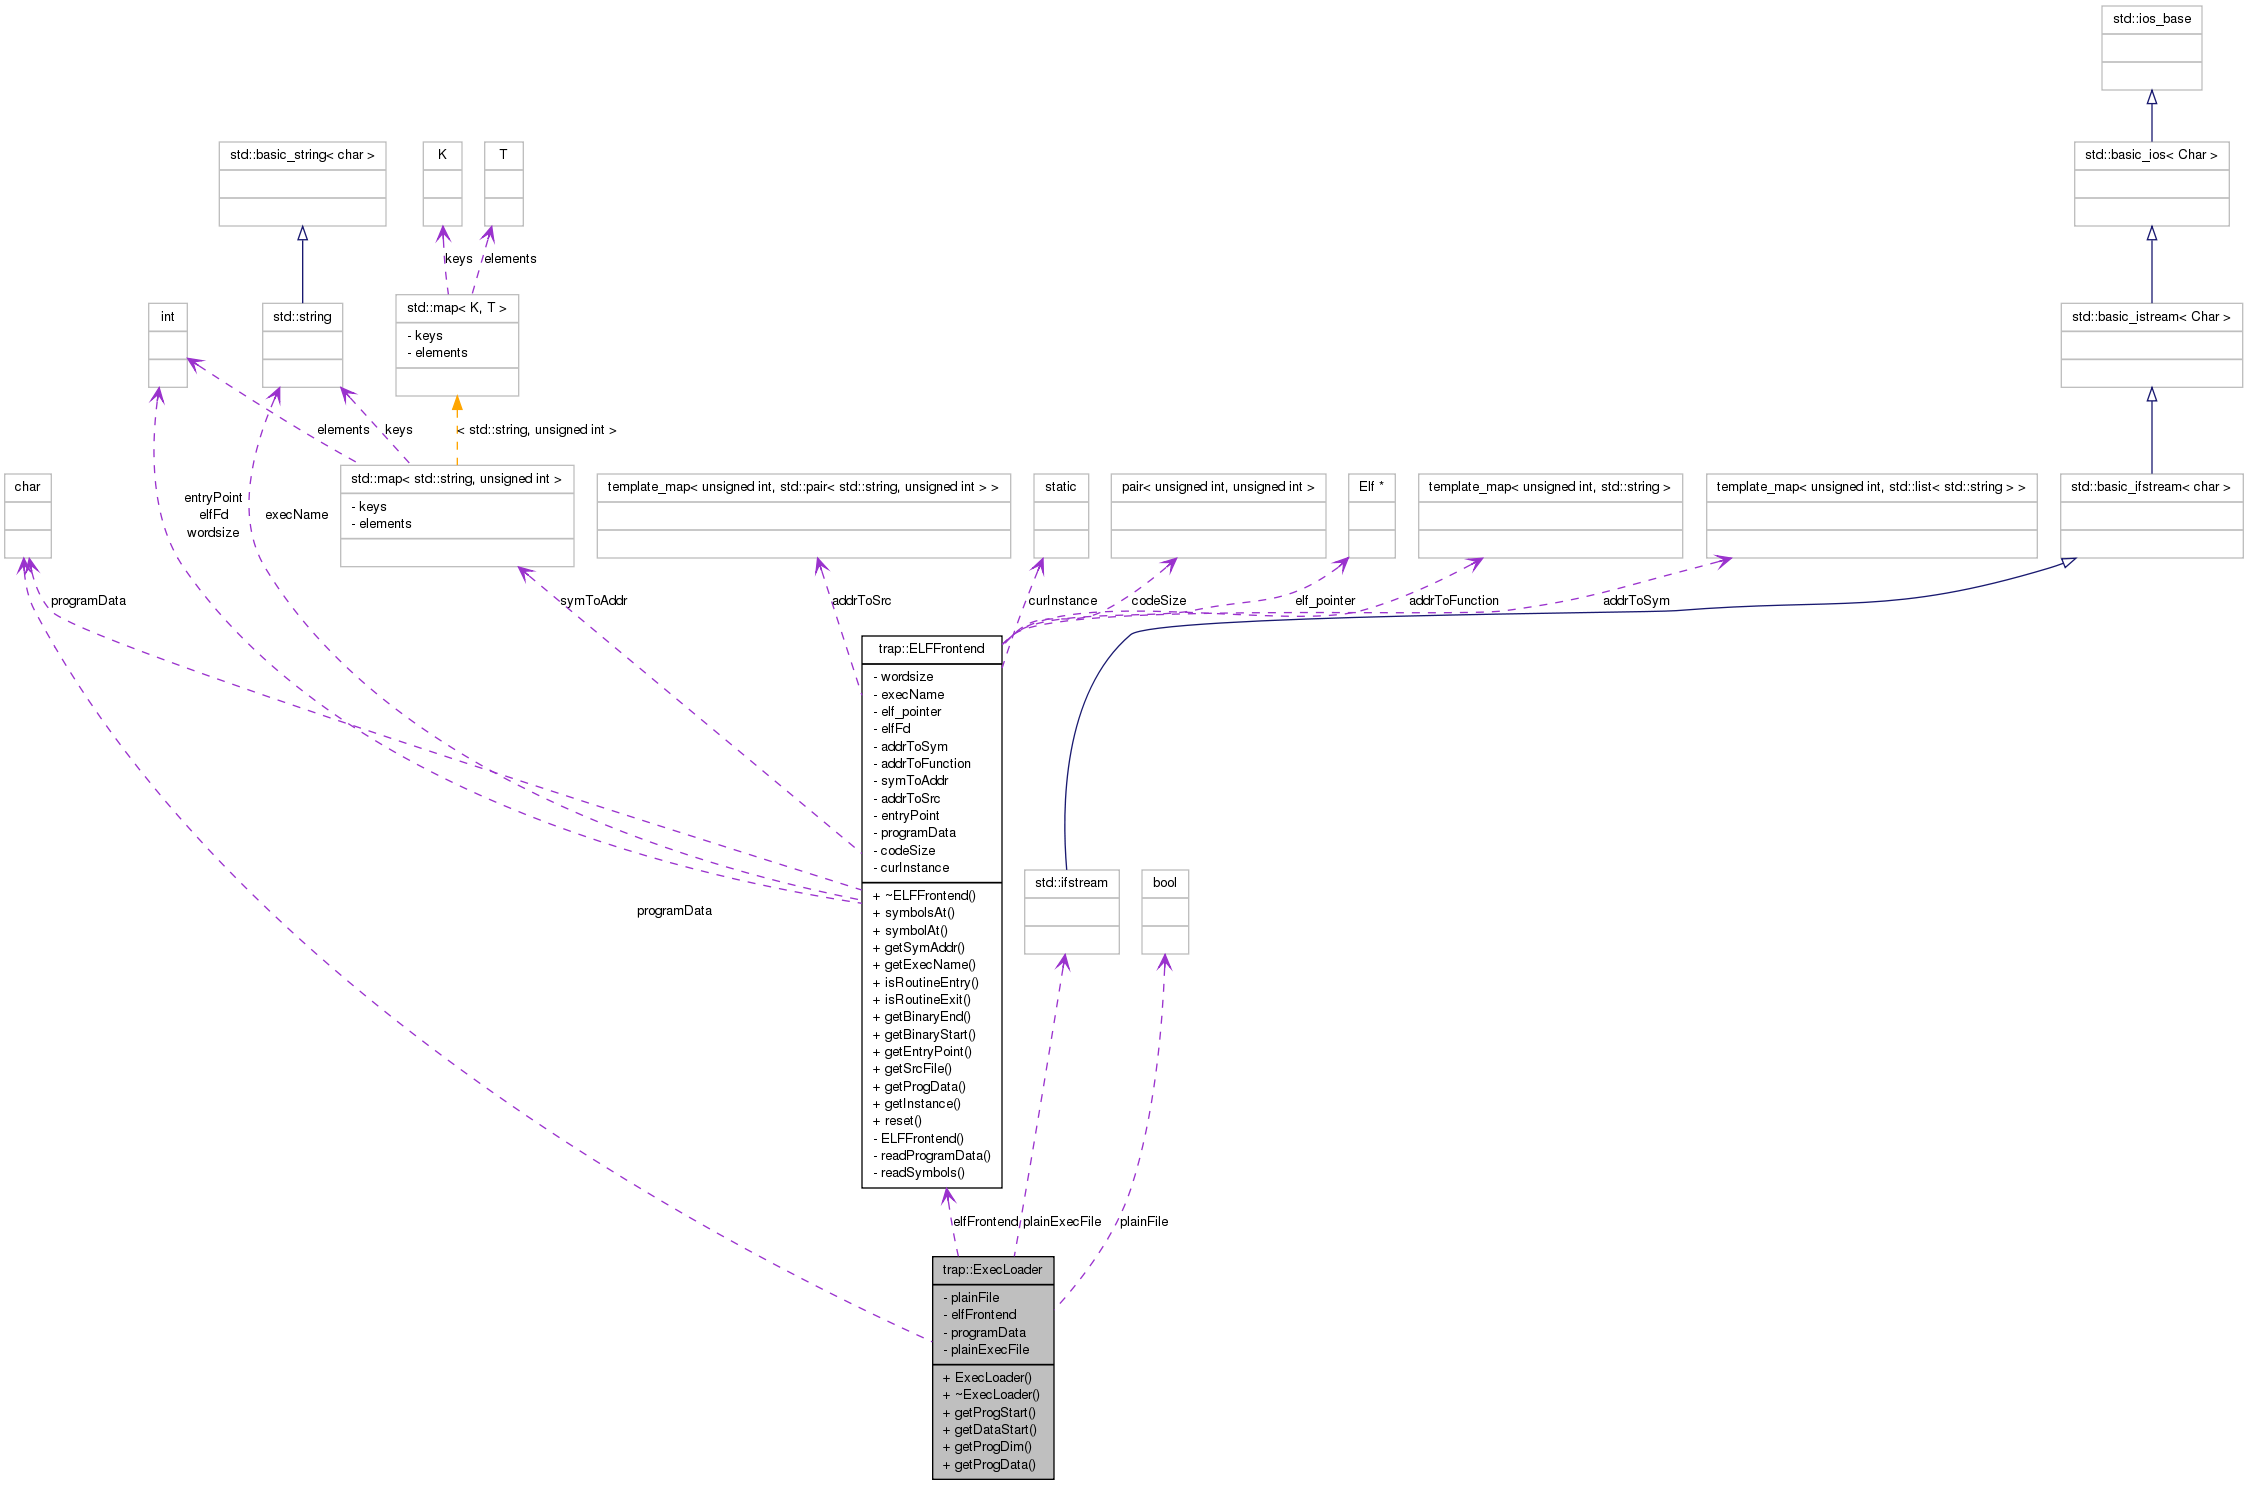 std::ios_base
std::basic_string< char >
K
T
std::basic_ios< Char >
keys
elements
int
std::string
std::map< K, T >
- keys
- elements
std::basic_istream< Char >
elements
keys
< std::string, unsigned int >
char
entryPoint
elfFd
wordsize
execName
std::map< std::string, unsigned int >
- keys
- elements
template_map< unsigned int, std::pair< std::string, unsigned int > >
static
pair< unsigned int, unsigned int >
Elf *
template_map< unsigned int, std::string >
template_map< unsigned int, std::list< std::string > >
std::basic_ifstream< char >
programData
symToAddr
addrToSrc
curInstance
codeSize
elf_pointer
addrToFunction
addrToSym
trap::ELFFrontend
- wordsize
- execName
- elf_pointer
- elfFd
- addrToSym
- addrToFunction
- symToAddr
- addrToSrc
- entryPoint
- programData
- codeSize
- curInstance
+ ~ELFFrontend()
+ symbolsAt()
+ symbolAt()
+ getSymAddr()
+ getExecName()
+ isRoutineEntry()
+ isRoutineExit()
+ getBinaryEnd()
+ getBinaryStart()
+ getEntryPoint()
+ getSrcFile()
+ getProgData()
+ getInstance()
+ reset()
- ELFFrontend()
- readProgramData()
- readSymbols()
std::ifstream
bool
programData
elfFrontend
plainExecFile
plainFile
trap::ExecLoader
- plainFile
- elfFrontend
- programData
- plainExecFile
+ ExecLoader()
+ ~ExecLoader()
+ getProgStart()
+ getDataStart()
+ getProgDim()
+ getProgData()